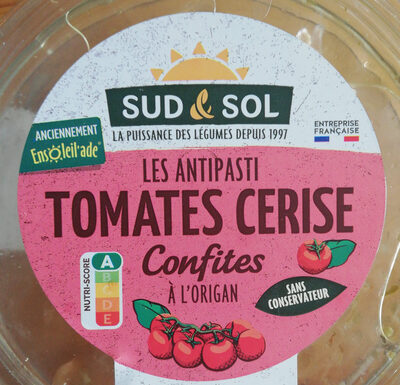 SUD & SOL
LA PUISSANCE DES LÉGUMES DEPUIS 1997
ENTREPRISE
FRANÇAISE
ANCIENNEMENT
Ensoleil'ade®
LES ANTIPASTI
TOMATES CERISE
Confites
À L'ORIGAN
SANS
CONSERVATEUR
NUTRI-SCORE
A
B
C
D
E